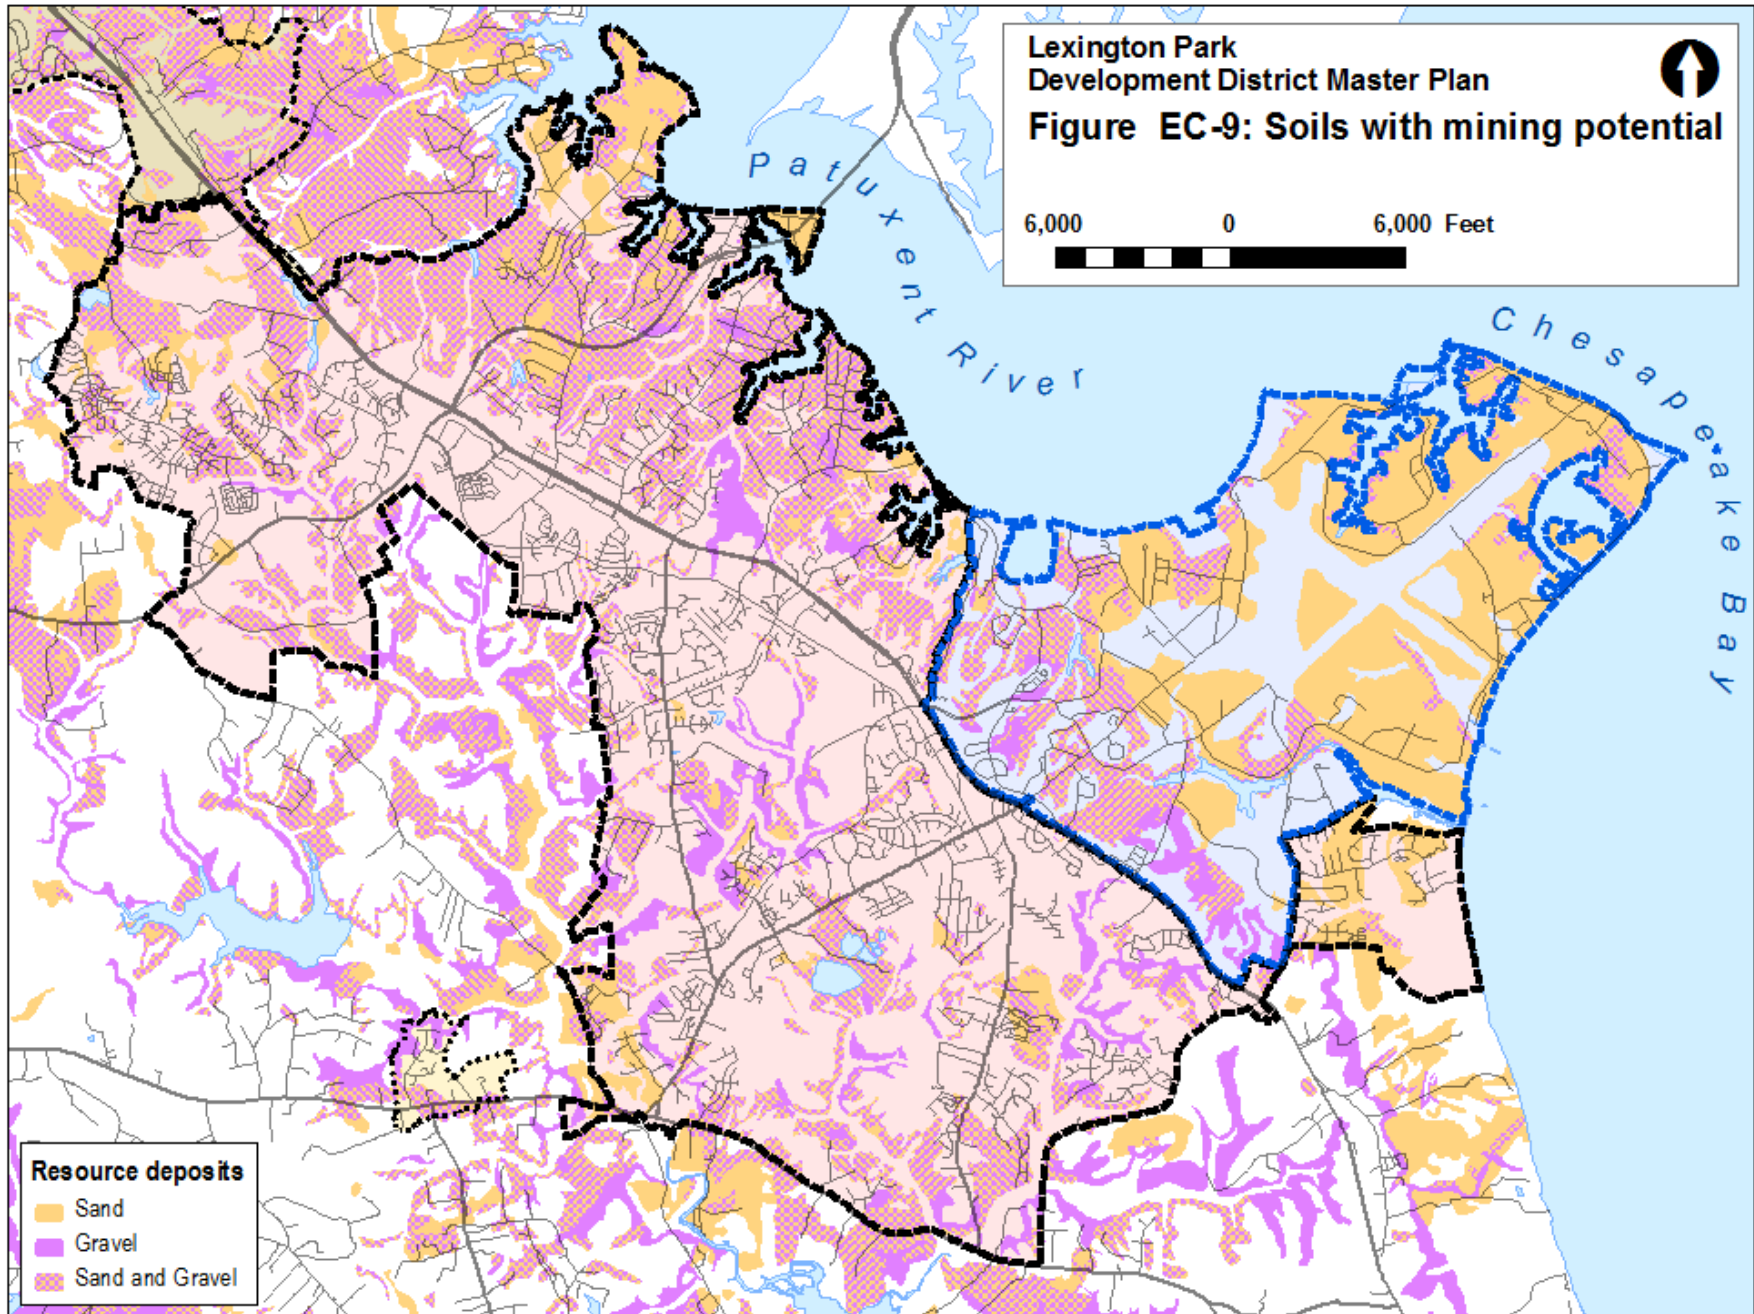 Lexington Park
Development District Master Plan
Figure EC-9: Soils with mining potential
6,000 0 6,000 Feet
Patuxent River
Chesapeake Bay
Resource deposits
Sand
Gravel
Sand and Gravel